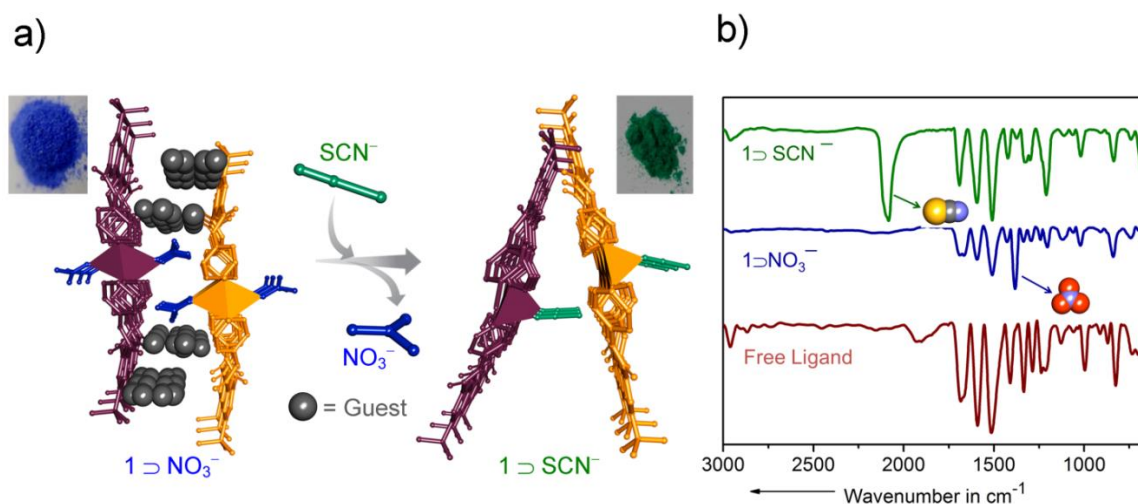 a)
SCN⁻
NO₃⁻
= Guest
1 ⊃ NO₃⁻
1 ⊃ SCN⁻
b)
1⊃ SCN⁻
1⊃NO₃⁻
Free Ligand
3000 2000 1500 1000
Wavenumber in cm⁻¹